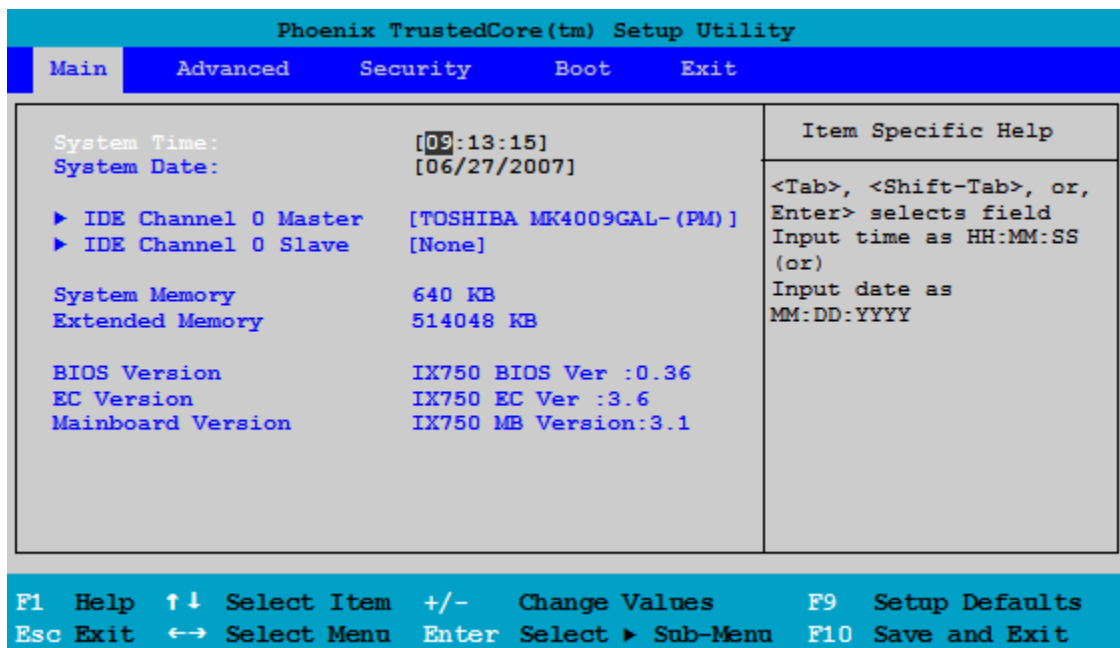 Phoenix TrustedCore(tm) Setup Utility
Main Advanced Security Boot Exit
System Time: [09:13:15]
System Date: [06/27/2007]
▶ IDE Channel 0 Master [TOSHIBA MK4009GAL-(PM)]
▶ IDE Channel 0 Slave [None]
System Memory 640 KB
Extended Memory 514048 KB
BIOS Version IX750 BIOS Ver :0.36
EC Version IX750 EC Ver :3.6
Mainboard Version IX750 MB Version:3.1
Item Specific Help
<Tab>, <Shift-Tab>, or,
Enter> selects field
Input time as HH:MM:SS
(or)
Input date as
MM:DD:YYYY
F1 Help ↑↓ Select Item +/- Change Values F9 Setup Defaults
Esc Exit ←→ Select Menu Enter Select ▶ Sub-Menu F10 Save and Exit